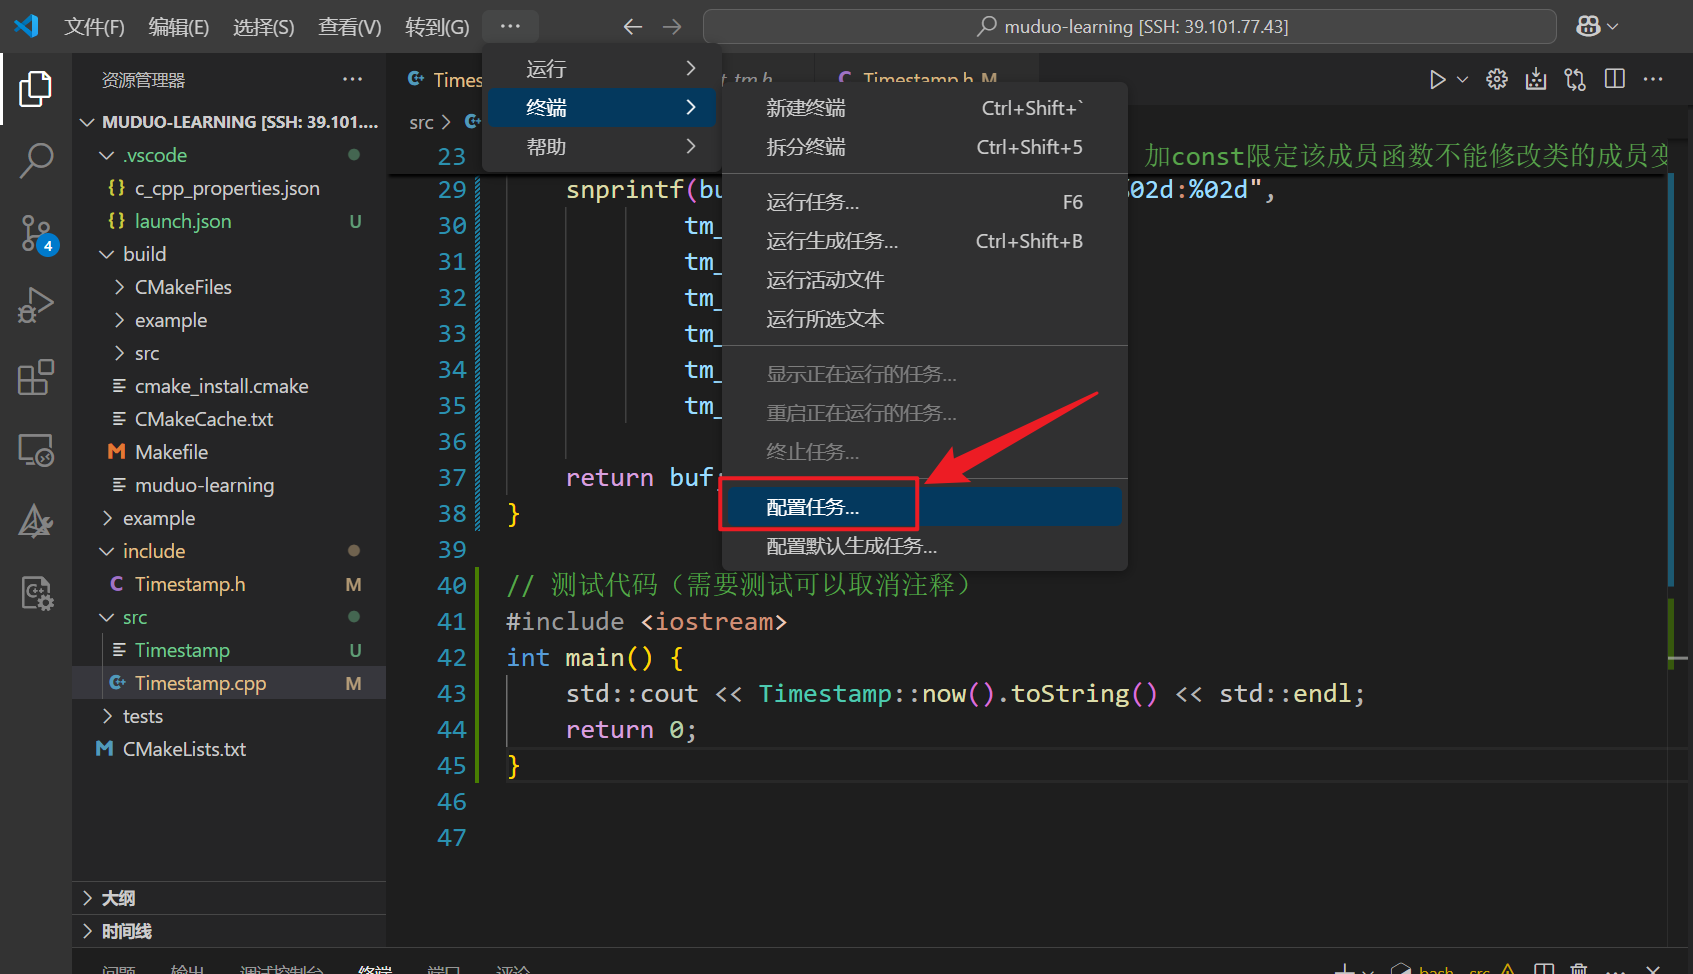 文件(F) 编辑(E) 选择(S) 查看(V) 转到(G) ··· muduo-learning [SSH: 39.101.77.43]
资源管理器
MUDUO-LEARNING [SSH: 39.101....
.vscode
c_cpp_properties.json
launch.json U
build
CMakeFiles
example
src
cmake_install.cmake
CMakeCache.txt
Makefile
muduo-learning
example
include
Timestamp.h M
src
Timestamp U
Timestamp.cpp M
tests
CMakeLists.txt
大纲
时间线
4
Times
t_tm.h
Timestamp.h M
src
运行
终端
帮助
新建终端 Ctrl+Shift+`
拆分终端 Ctrl+Shift+5
运行任务... F6
运行生成任务... Ctrl+Shift+B
运行活动文件
运行所选文本
显示正在运行的任务...
重启正在运行的任务...
终止任务...
配置任务...
配置默认生成任务...
23 加const限定该成员函数不能修改类的成员变
29 snprintf(bu %02d:%02d",
30 tm_
31 tm_
32 tm_
33 tm_
34 tm_
35 tm_
36
37 return buf;
38 }
39
40 // 测试代码（需要测试可以取消注释）
41 #include <iostream>
42 int main() {
43 std::cout << Timestamp::now().toString() << std::endl;
44 return 0;
45 }
46
47
问题 输出 调试控制台 终端 端口 评论
bash - src